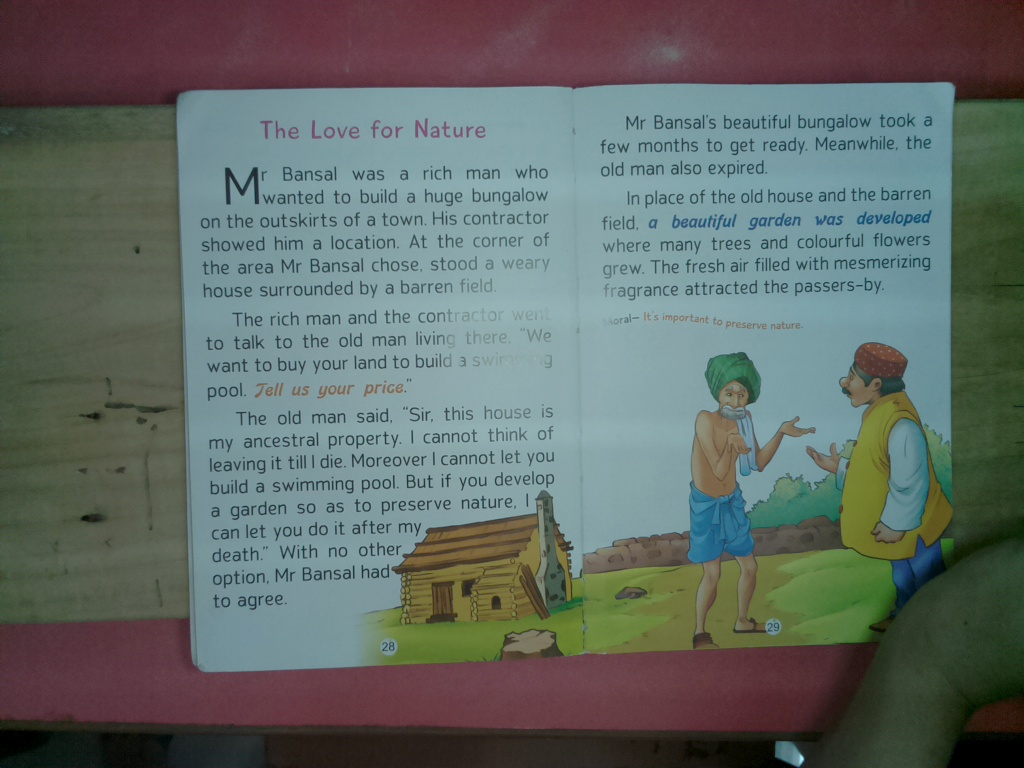 The Love for Nature
Mr Bansal was a rich man who
wanted to build a huge bungalow
on the outskirts of a town. His contractor
showed him a location. At the corner of
the area Mr Bansal chose, stood a weary
house surrounded by a barren field.
The rich man and the contractor went
to talk to the old man living there. "We
want to buy your land to build a swimming
pool. Tell us your price."
The old man said, "Sir, this house is
my ancestral property. I cannot think of
leaving it till I die. Moreover I cannot let you
build a swimming pool. But if you develop
a garden so as to preserve nature, I
can let you do it after my
death." With no other
option, Mr Bansal had
to agree.
28
Mr Bansal's beautiful bungalow took a
few months to get ready. Meanwhile, the
old man also expired.
In place of the old house and the barren
field, a beautiful garden was developed
where many trees and colourful flowers
grew. The fresh air filled with mesmerizing
fragrance attracted the passers-by.
Moral– It's important to preserve nature.
29